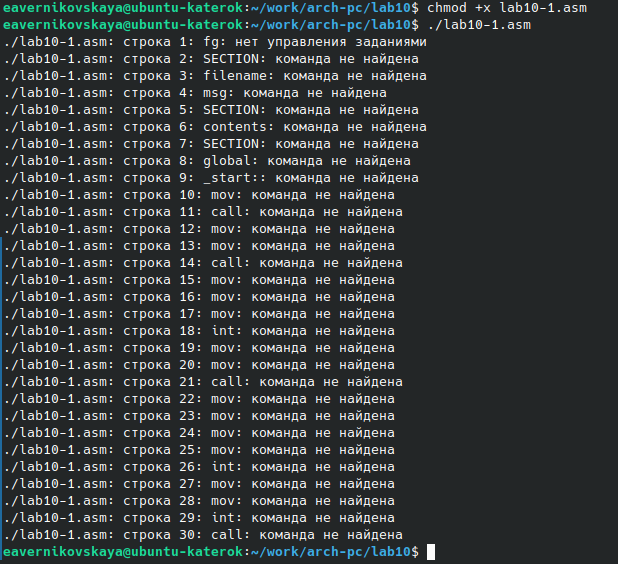 eavernikovskaya@ubuntu-katerok:~/work/arch-pc/lab10$ chmod +x lab10-1.asm
eavernikovskaya@ubuntu-katerok:~/work/arch-pc/lab10$ ./lab10-1.asm
./lab10-1.asm: строка 1: fg: нет управления заданиями
./lab10-1.asm: строка 2: SECTION: команда не найдена
./lab10-1.asm: строка 3: filename: команда не найдена
./lab10-1.asm: строка 4: msg: команда не найдена
./lab10-1.asm: строка 5: SECTION: команда не найдена
./lab10-1.asm: строка 6: contents: команда не найдена
./lab10-1.asm: строка 7: SECTION: команда не найдена
./lab10-1.asm: строка 8: global: команда не найдена
./lab10-1.asm: строка 9: _start:: команда не найдена
./lab10-1.asm: строка 10: mov: команда не найдена
./lab10-1.asm: строка 11: call: команда не найдена
./lab10-1.asm: строка 12: mov: команда не найдена
./lab10-1.asm: строка 13: mov: команда не найдена
./lab10-1.asm: строка 14: call: команда не найдена
./lab10-1.asm: строка 15: mov: команда не найдена
./lab10-1.asm: строка 16: mov: команда не найдена
./lab10-1.asm: строка 17: mov: команда не найдена
./lab10-1.asm: строка 18: int: команда не найдена
./lab10-1.asm: строка 19: mov: команда не найдена
./lab10-1.asm: строка 20: mov: команда не найдена
./lab10-1.asm: строка 21: call: команда не найдена
./lab10-1.asm: строка 22: mov: команда не найдена
./lab10-1.asm: строка 23: mov: команда не найдена
./lab10-1.asm: строка 24: mov: команда не найдена
./lab10-1.asm: строка 25: mov: команда не найдена
./lab10-1.asm: строка 26: int: команда не найдена
./lab10-1.asm: строка 27: mov: команда не найдена
./lab10-1.asm: строка 28: mov: команда не найдена
./lab10-1.asm: строка 29: int: команда не найдена
./lab10-1.asm: строка 30: call: команда не найдена
eavernikovskaya@ubuntu-katerok:~/work/arch-pc/lab10$